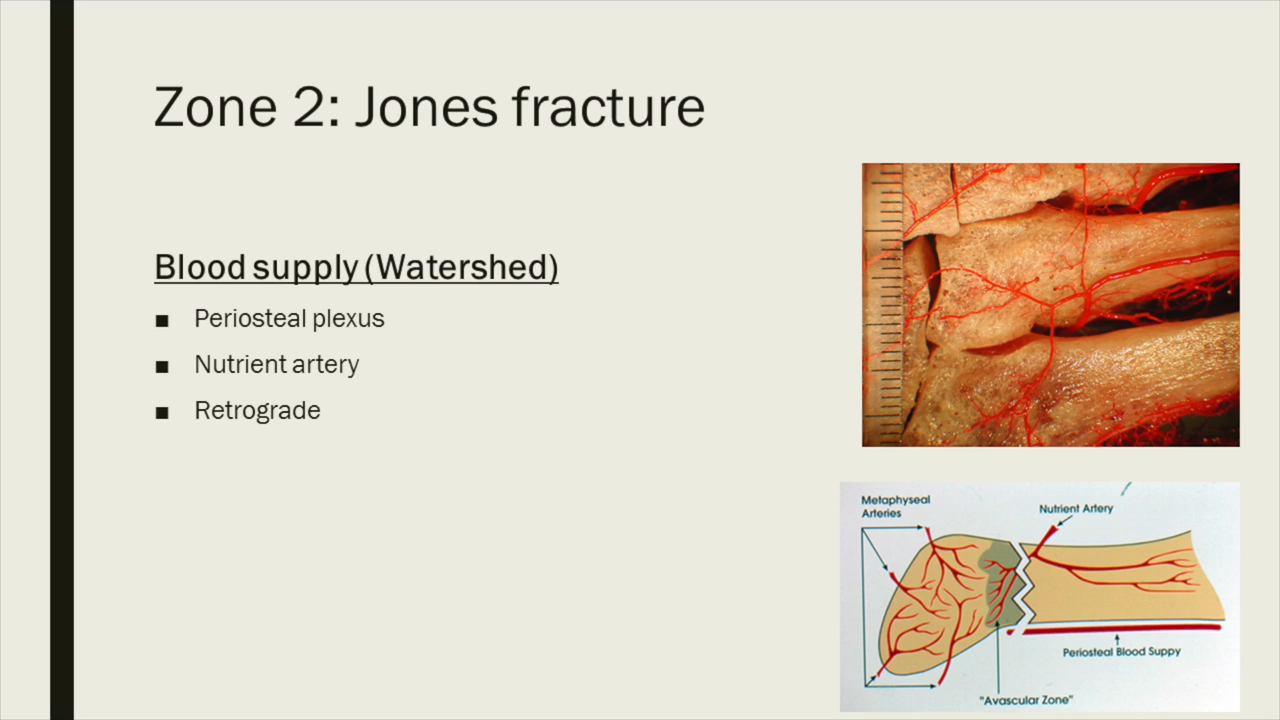 Zone 2: Jones fracture
Blood supply (Watershed)
■ Periosteal plexus
■ Nutrient artery
■ Retrograde
Metaphyseal
Arteries
Nutrient Artery
Periosteal Blood Suppy
"Avascular Zone"